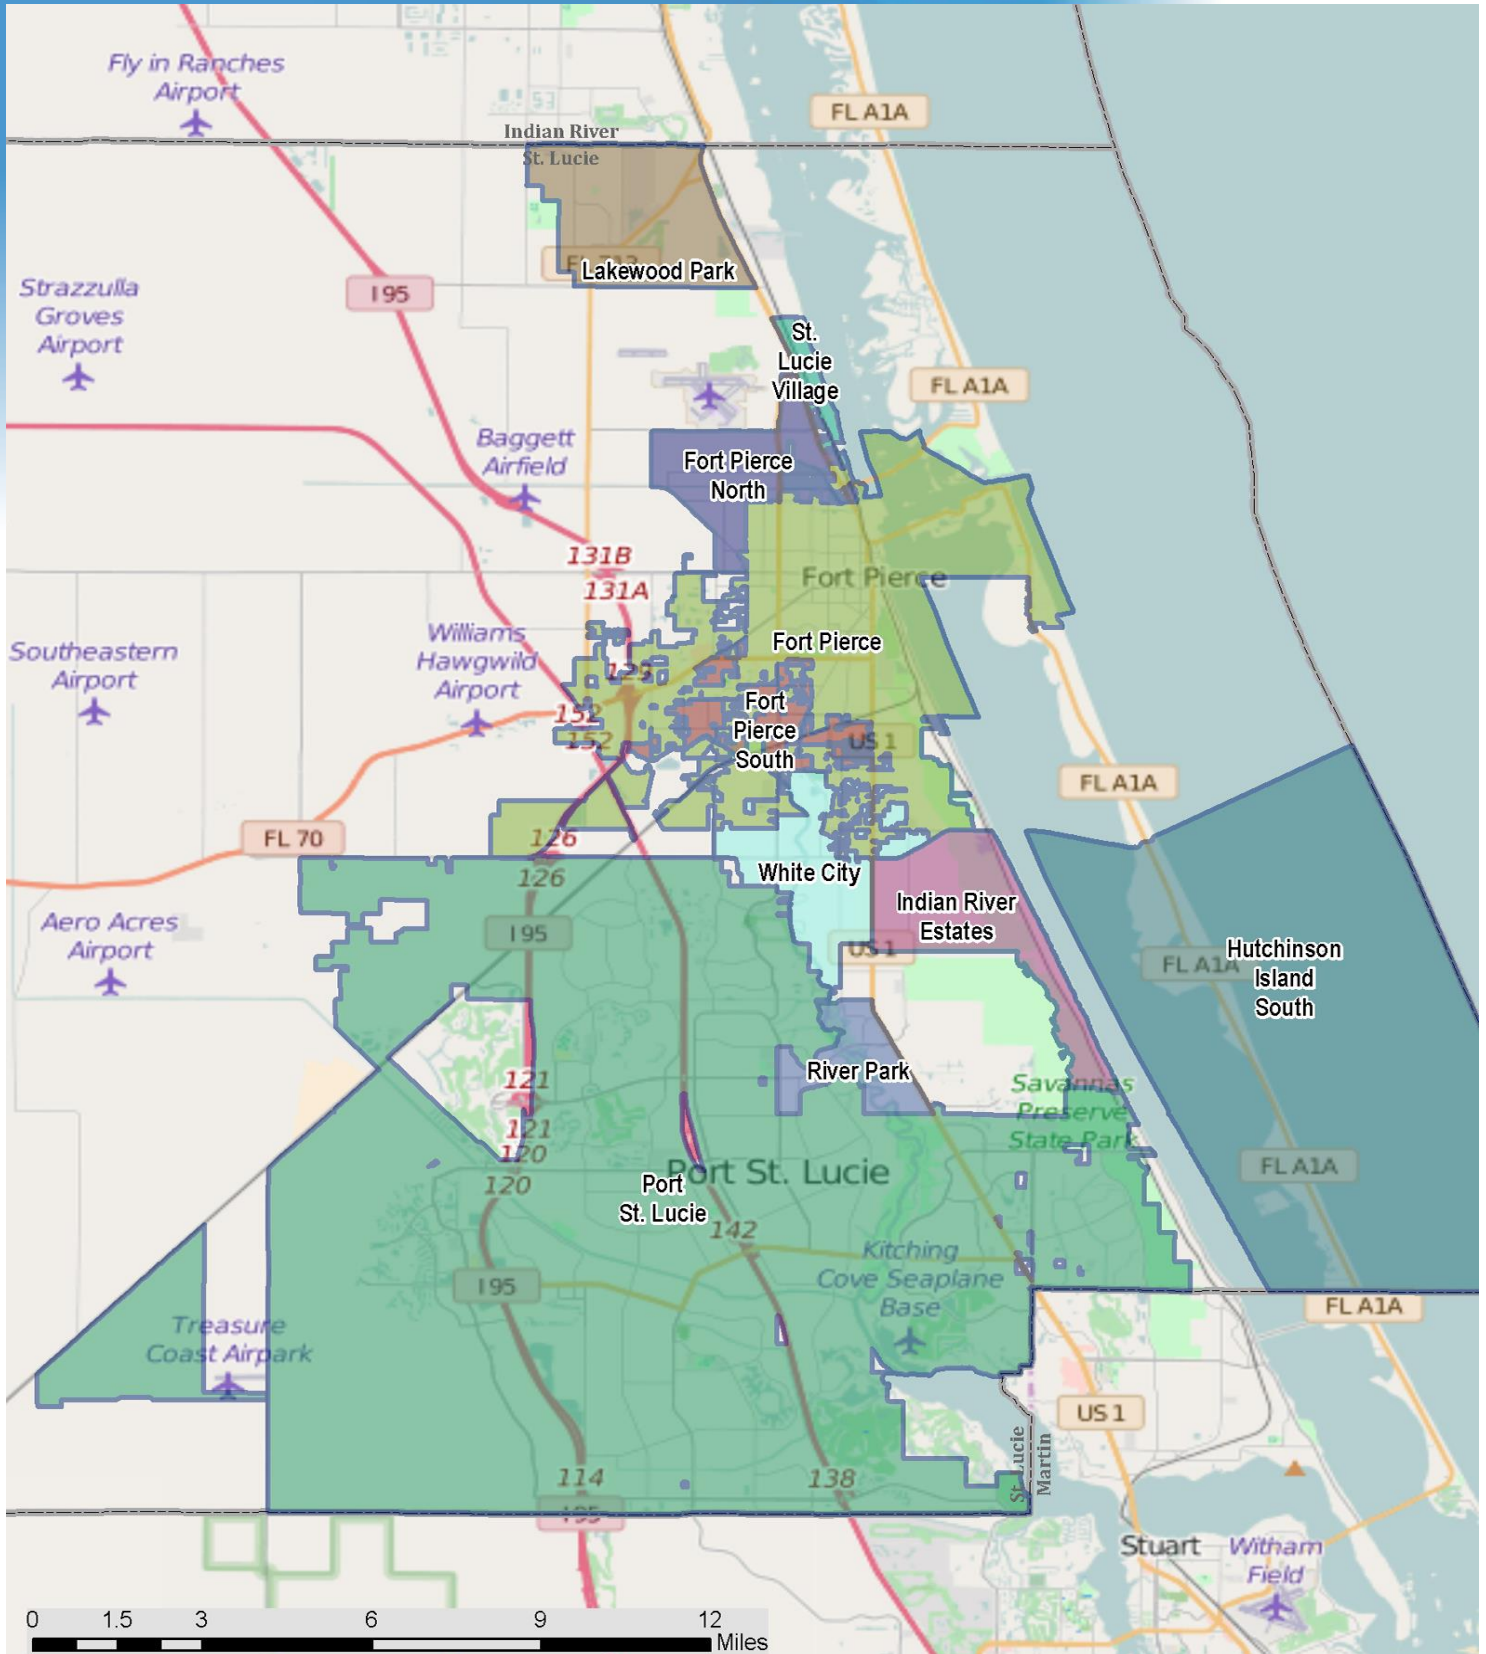 Fly in Ranches
Airport
FL A1A
Indian River
St. Lucie
Lakewood Park
I 95
Strazzulla
Groves
Airport
St.
Lucie
Village
FL A1A
Baggett
Airfield
Fort Pierce
North
131B
131A
Fort Pierce
Williams
Hawgwild
Airport
Southeastern
Airport
Fort Pierce
129
152
152
Fort
Pierce
South
US 1
FL A1A
FL 70
126
126
White City
Indian River
Estates
Aero Acres
Airport
I 95
US 1
FL A1A
Hutchinson
Island
South
121
121
120
120
River Park
Savannas
Preserve
State Park
FL A1A
Port St. Lucie
Port
St. Lucie
142
Kitching
Cove Seaplane
Base
I 95
FL A1A
Treasure
Coast Airpark
US 1
St. Lucie
Martin
114
138
I 95
Stuart
Witham
Field
0 1.5 3 6 9 12
Miles